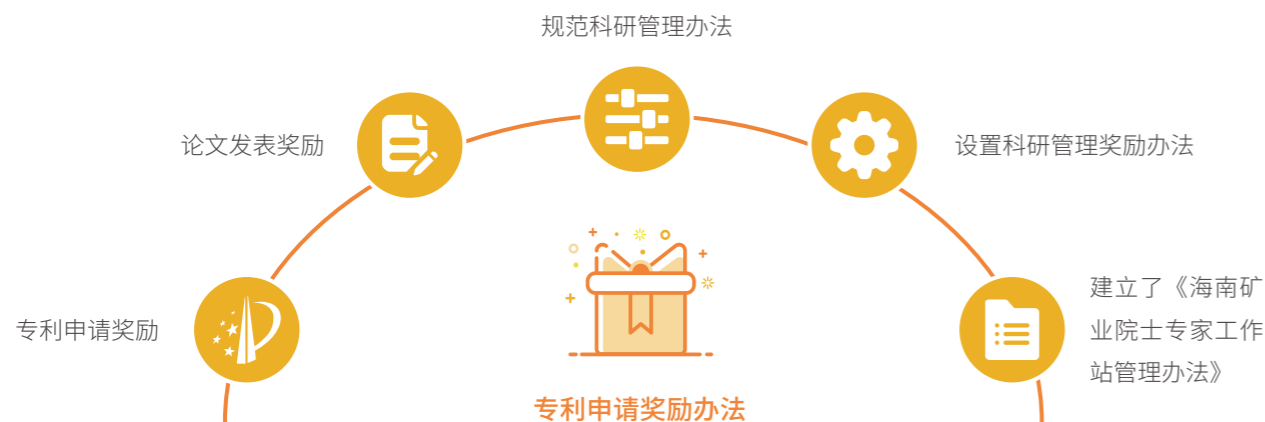 规范科研管理办法
论文发表奖励
设置科研管理奖励办法
专利申请奖励
建立了《海南矿
业院士专家工作
站管理办法》
专利申请奖励办法